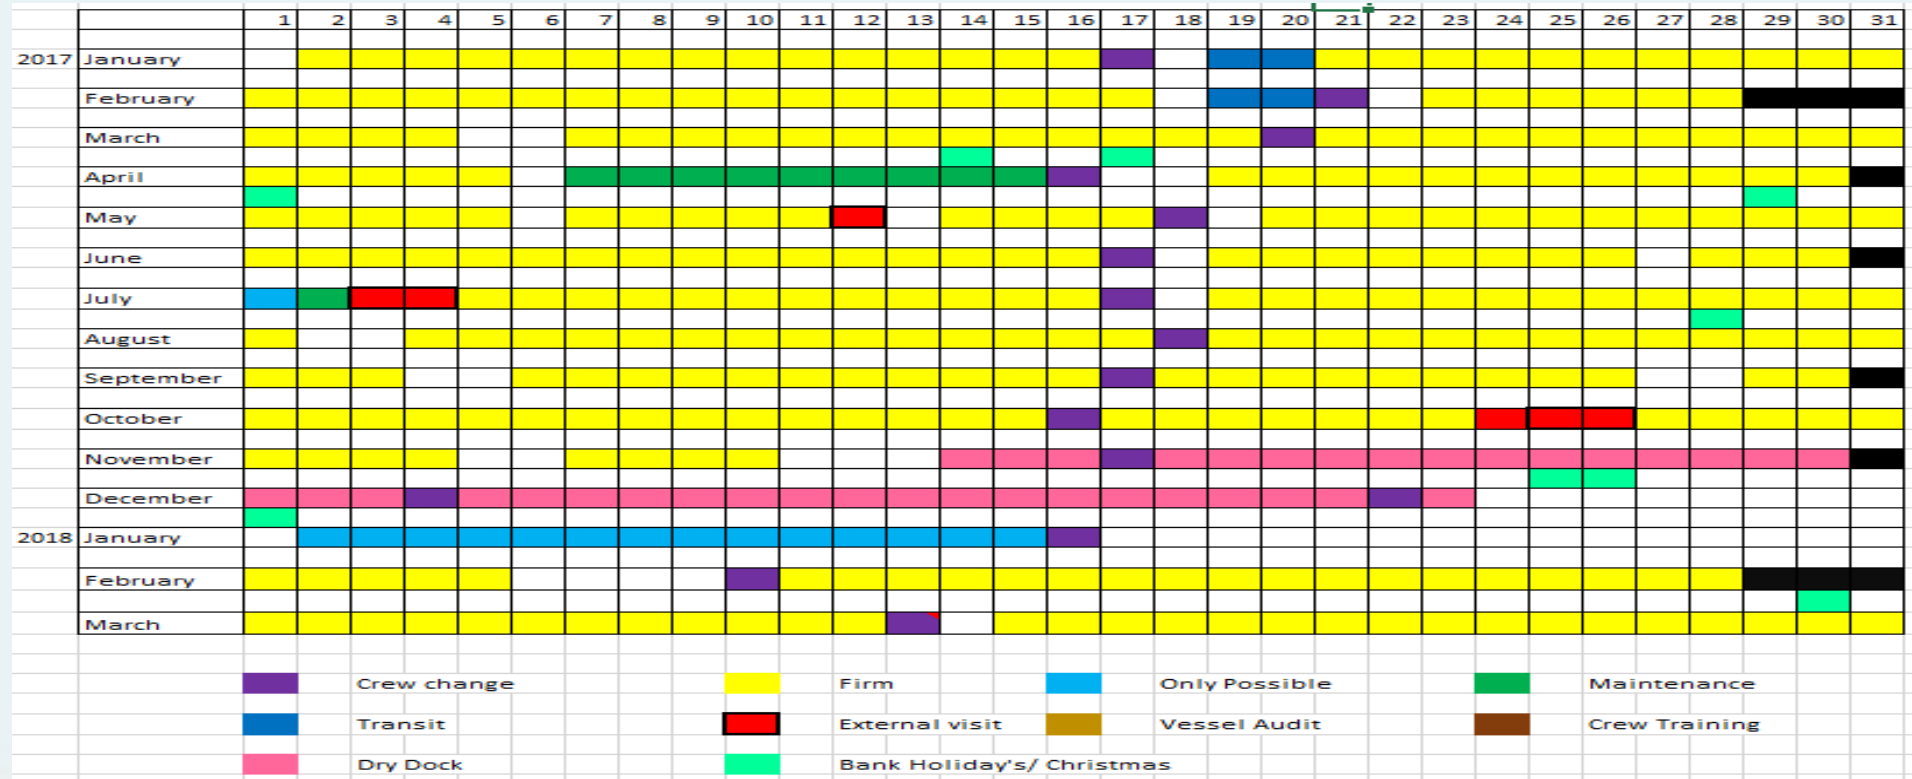 1 2 3 4 5 6 7 8 9 10 11 12 13 14 15 16 17 18 19 20 21 22 23 24 25 26 27 28 29 30 31
2017 January
February
March
April
May
June
July
August
September
October
November
December
2018 January
February
March
Crew change Firm Only Possible Maintenance
Transit External visit Vessel Audit Crew Training
Dry Dock Bank Holiday's/ Christmas